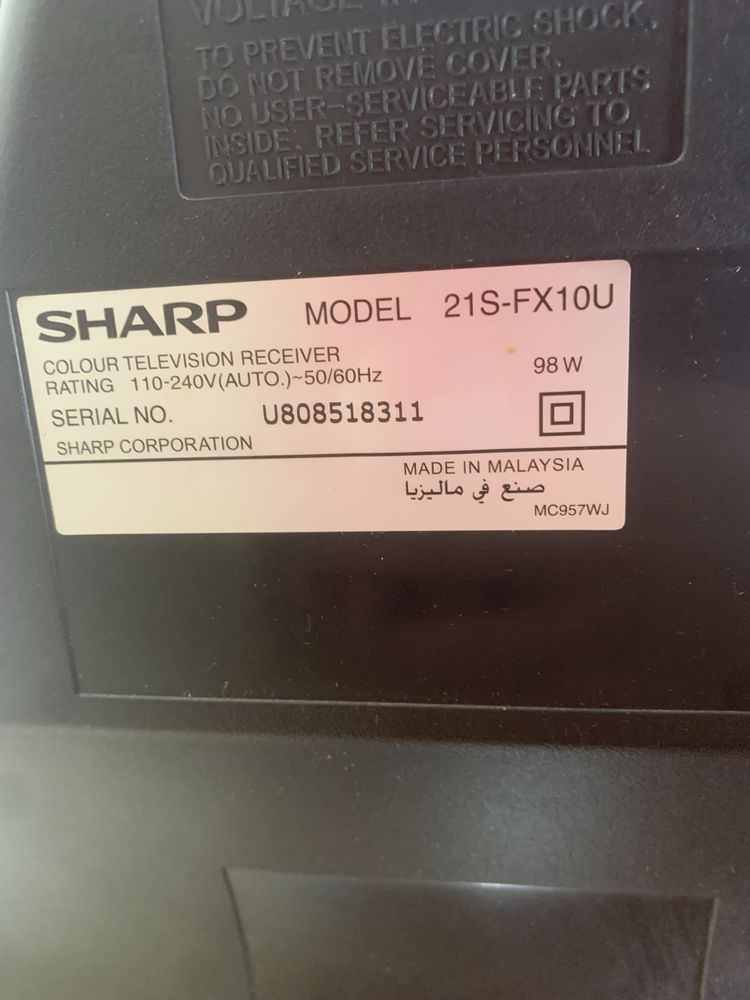 VOLTAGE
TO PREVENT ELECTRIC SHOCK,
DO NOT REMOVE COVER.
NO USER-SERVICEABLE PARTS
INSIDE. REFER SERVICING TO
QUALIFIED SERVICE PERSONNEL
SHARP MODEL 21S-FX10U
COLOUR TELEVISION RECEIVER
RATING 110-240V(AUTO.)~50/60Hz 98 W
SERIAL NO. U808518311
SHARP CORPORATION
MADE IN MALAYSIA
صنع في ماليزيا
MC957WJ